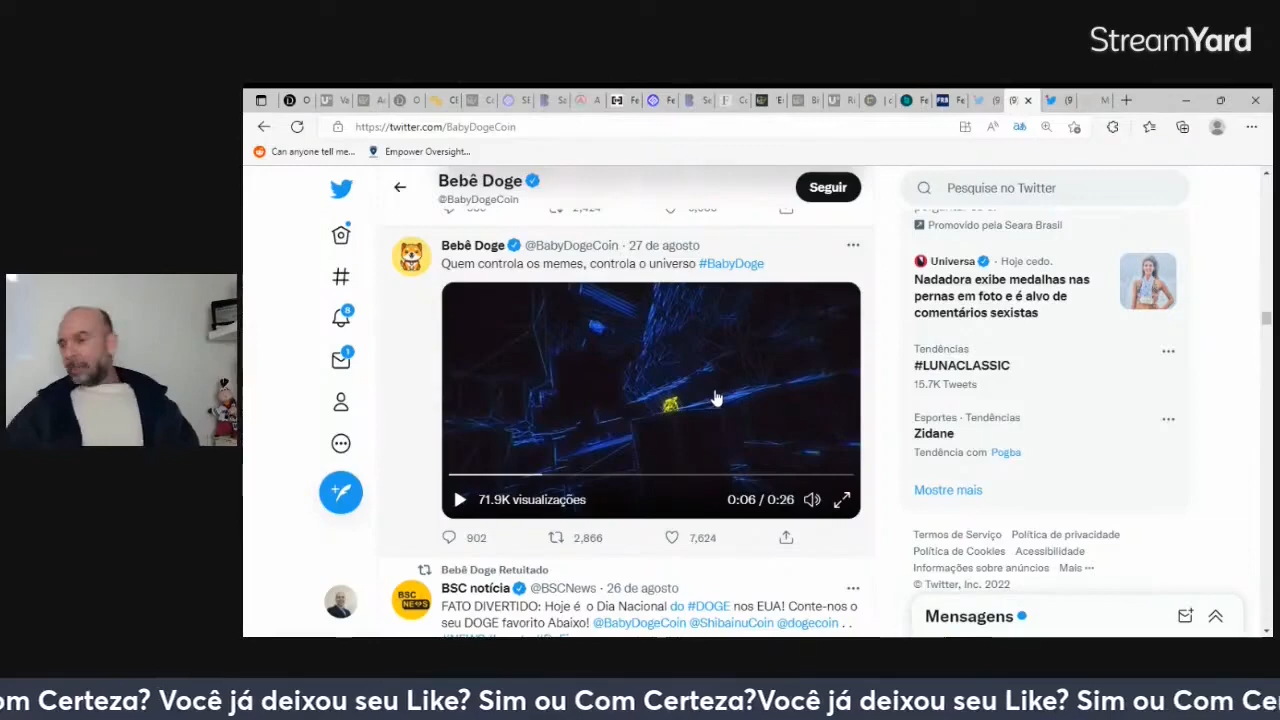 StreamYard
https://twitter.com/BabyDogeCoin
Can anyone tell me...
Empower Oversight...
Bebê Doge
@BabyDogeCoin
Seguir
Pesquise no Twitter
Promovido pela Seara Brasil
Bebê Doge @BabyDogeCoin · 27 de agosto
Quem controla os memes, controla o universo #BabyDoge
71.9K visualizações
0:06 / 0:26
902
2,866
7,624
Bebê Doge Retuitado
BSC NEWS
BSC notícia @BSCNews · 26 de agosto
FATO DIVERTIDO: Hoje é o Dia Nacional do #DOGE nos EUA! Conte-nos o
seu DOGE favorito Abaixo! @BabyDogeCoin @ShibainuCoin @dogecoin . .
8
1
Universa · Hoje cedo.
Nadadora exibe medalhas nas
pernas em foto e é alvo de
comentários sexistas
Tendências
#LUNACLASSIC
15.7K Tweets
Esportes · Tendências
Zidane
Tendência com Pogba
Mostre mais
Termos de Serviço Política de privacidade
Política de Cookies Acessibilidade
Informações sobre anúncios Mais ···
© Twitter, Inc. 2022
Mensagens
om Certeza? Você já deixou seu Like? Sim ou Com Certeza?Você já deixou seu Like? Sim ou Com Ce